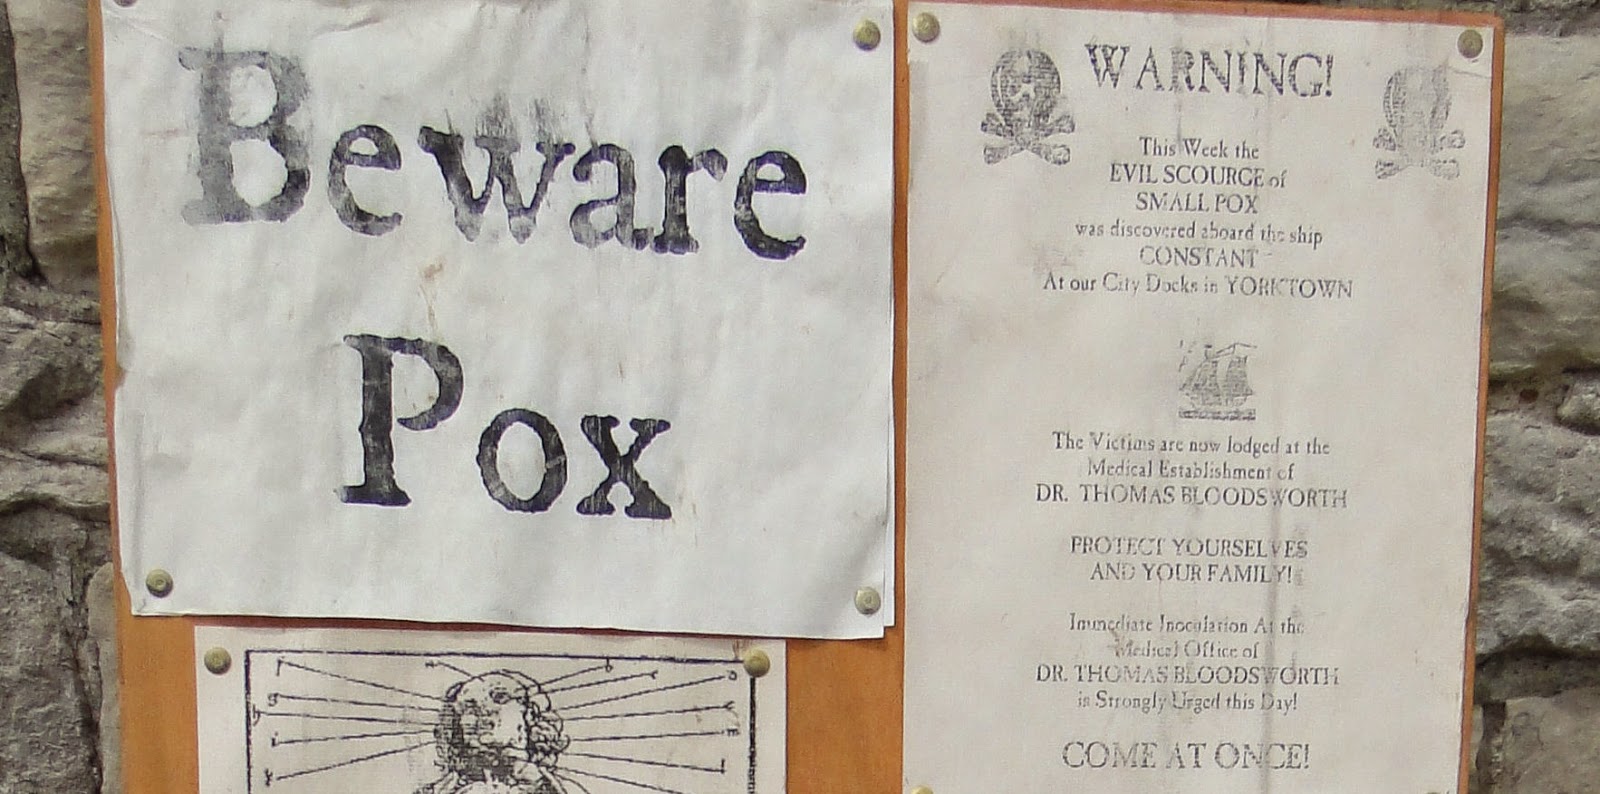 Beware
Pox
WARNING!
This Week the
EVIL SCOURGE of
SMALL POX
was discovered aboard the ship
CONSTANT
At our City Docks in YORKTOWN
The Victims are now lodged at the
Medical Establishment of
DR. THOMAS BLOODSWORTH
PROTECT YOURSELVES
AND YOUR FAMILY!
Immediate Inoculation At the
Medical Office of
DR. THOMAS BLOODSWORTH
is Strongly Urged this Day!
COME AT ONCE!